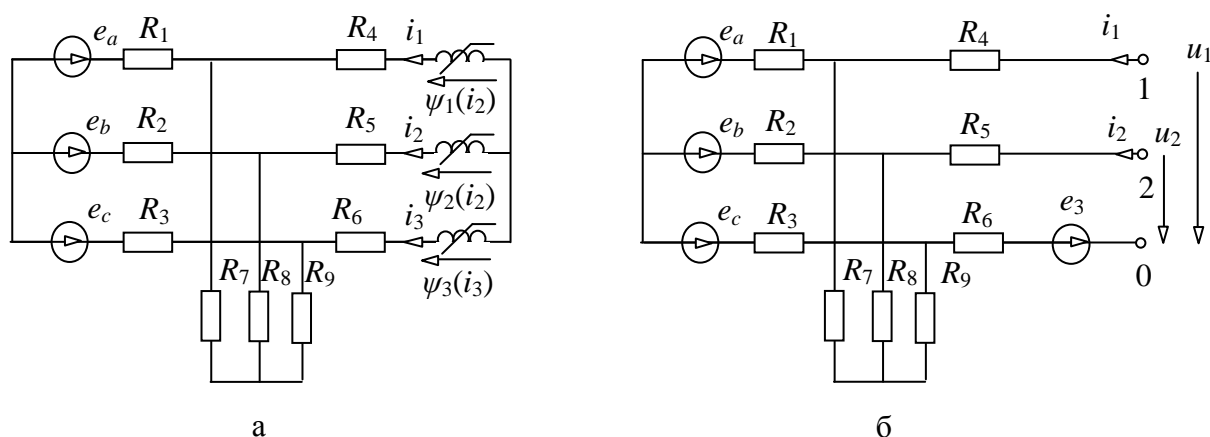 e_a R_1 R_4 i_1
ψ_1(i_2)
e_b R_2 R_5 i_2
ψ_2(i_2)
e_c R_3 R_6 i_3
ψ_3(i_3)
R_7 R_8 R_9
а
e_a R_1 R_4 i_1 u_1
1
e_b R_2 R_5 i_2 u_2
2
e_c R_3 R_6 e_3
0
R_7 R_8 R_9
б